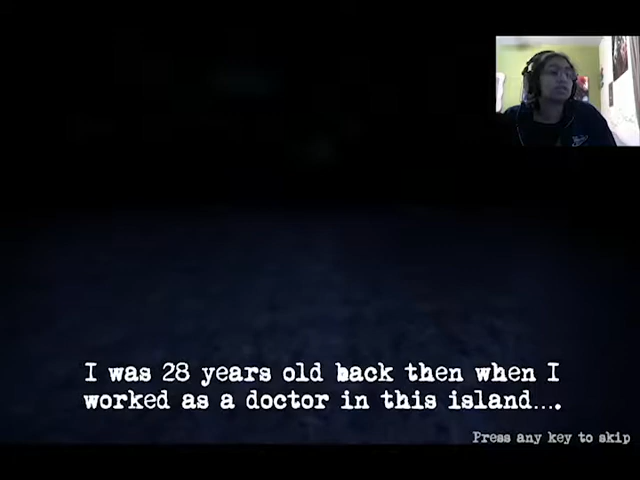 I was 28 years old back then when I
worked as a doctor in this island....
Press any key to skip